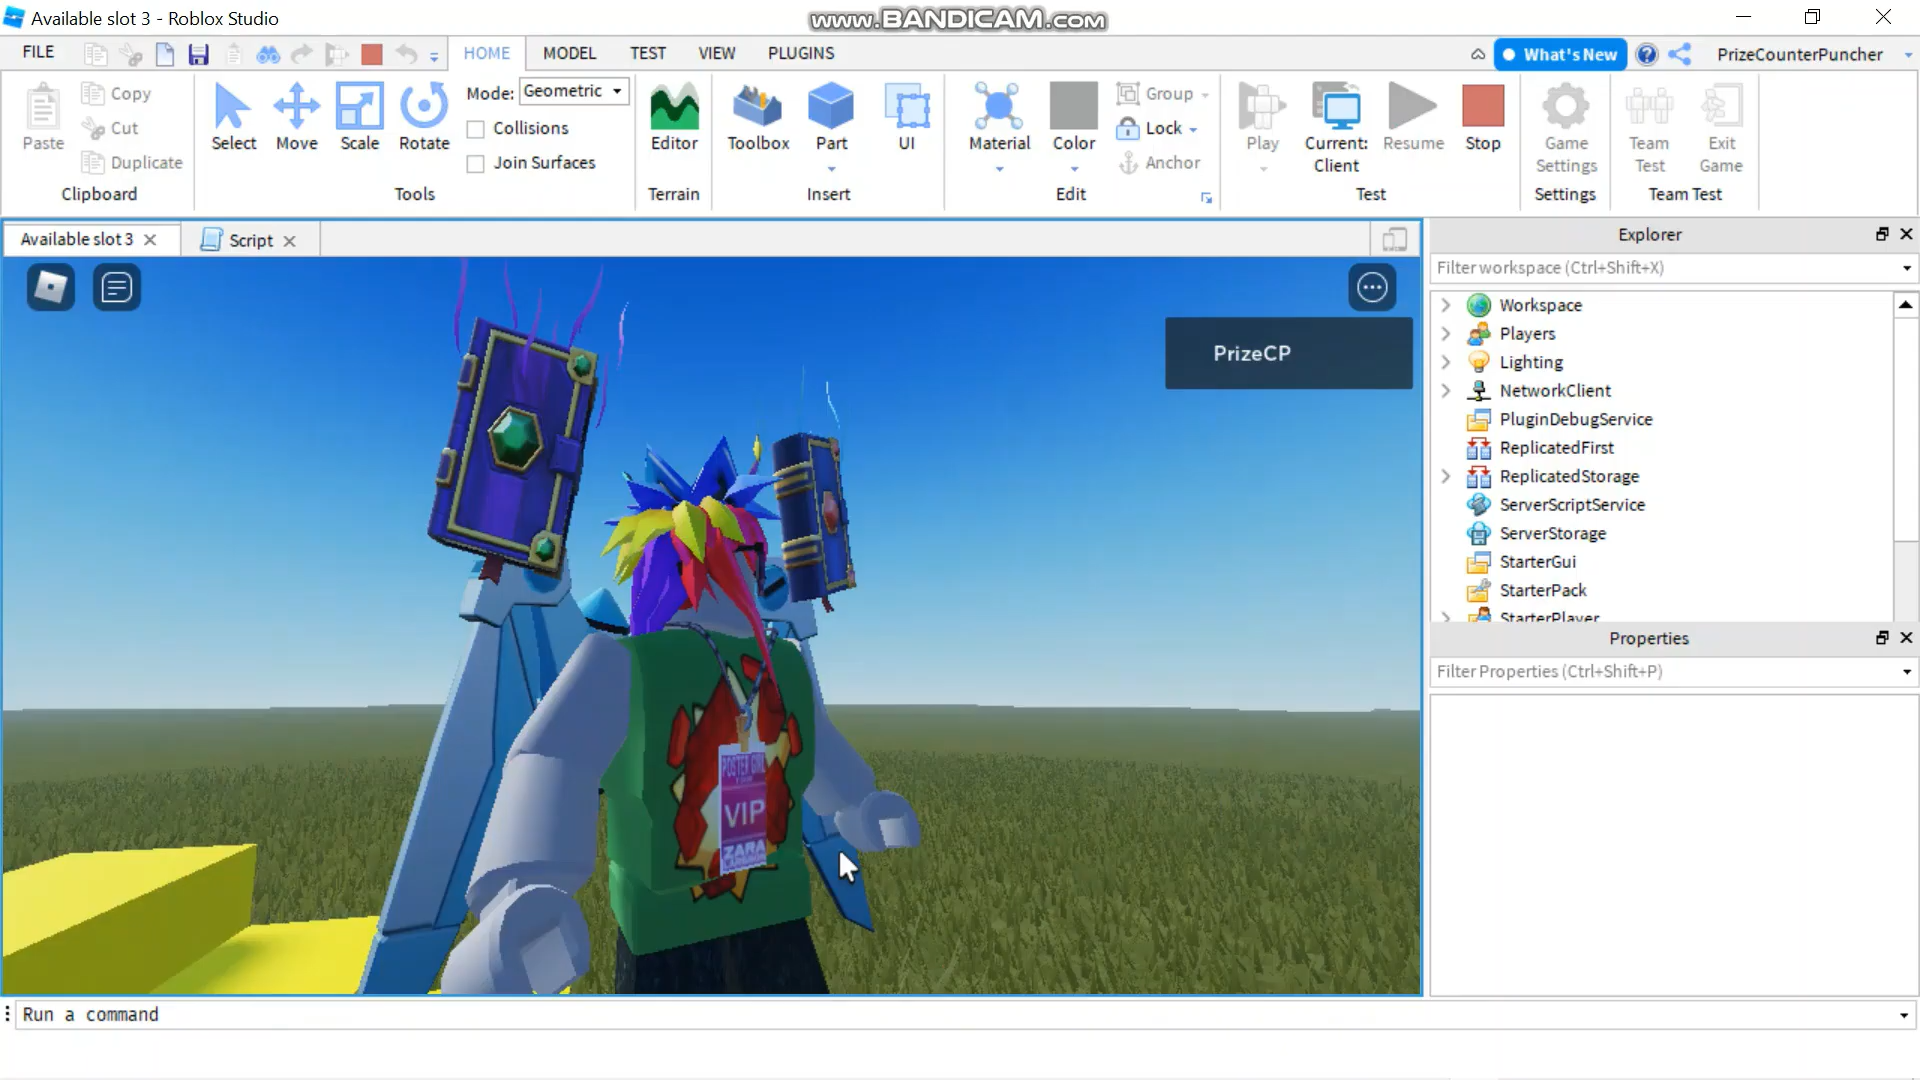 Available slot 3 - Roblox Studio
www.BANDICAM.com
FILE
HOME
MODEL
TEST
VIEW
PLUGINS
What's New
PrizeCounterPuncher
Paste
Copy
Cut
Duplicate
Clipboard
Select
Move
Scale
Rotate
Mode: Geometric
Collisions
Join Surfaces
Tools
Editor
Terrain
Toolbox
Part
UI
Insert
Material
Color
Group
Lock
Anchor
Edit
Play
Current:
Client
Resume
Stop
Test
Game
Settings
Settings
Team
Test
Exit
Game
Team Test
Available slot 3
Script
PrizeCP
POSTER GIRL
VIP
ZARA
LARSSON
Explorer
Filter workspace (Ctrl+Shift+X)
Workspace
Players
Lighting
NetworkClient
PluginDebugService
ReplicatedFirst
ReplicatedStorage
ServerScriptService
ServerStorage
StarterGui
StarterPack
StarterPlayer
Properties
Filter Properties (Ctrl+Shift+P)
Run a command